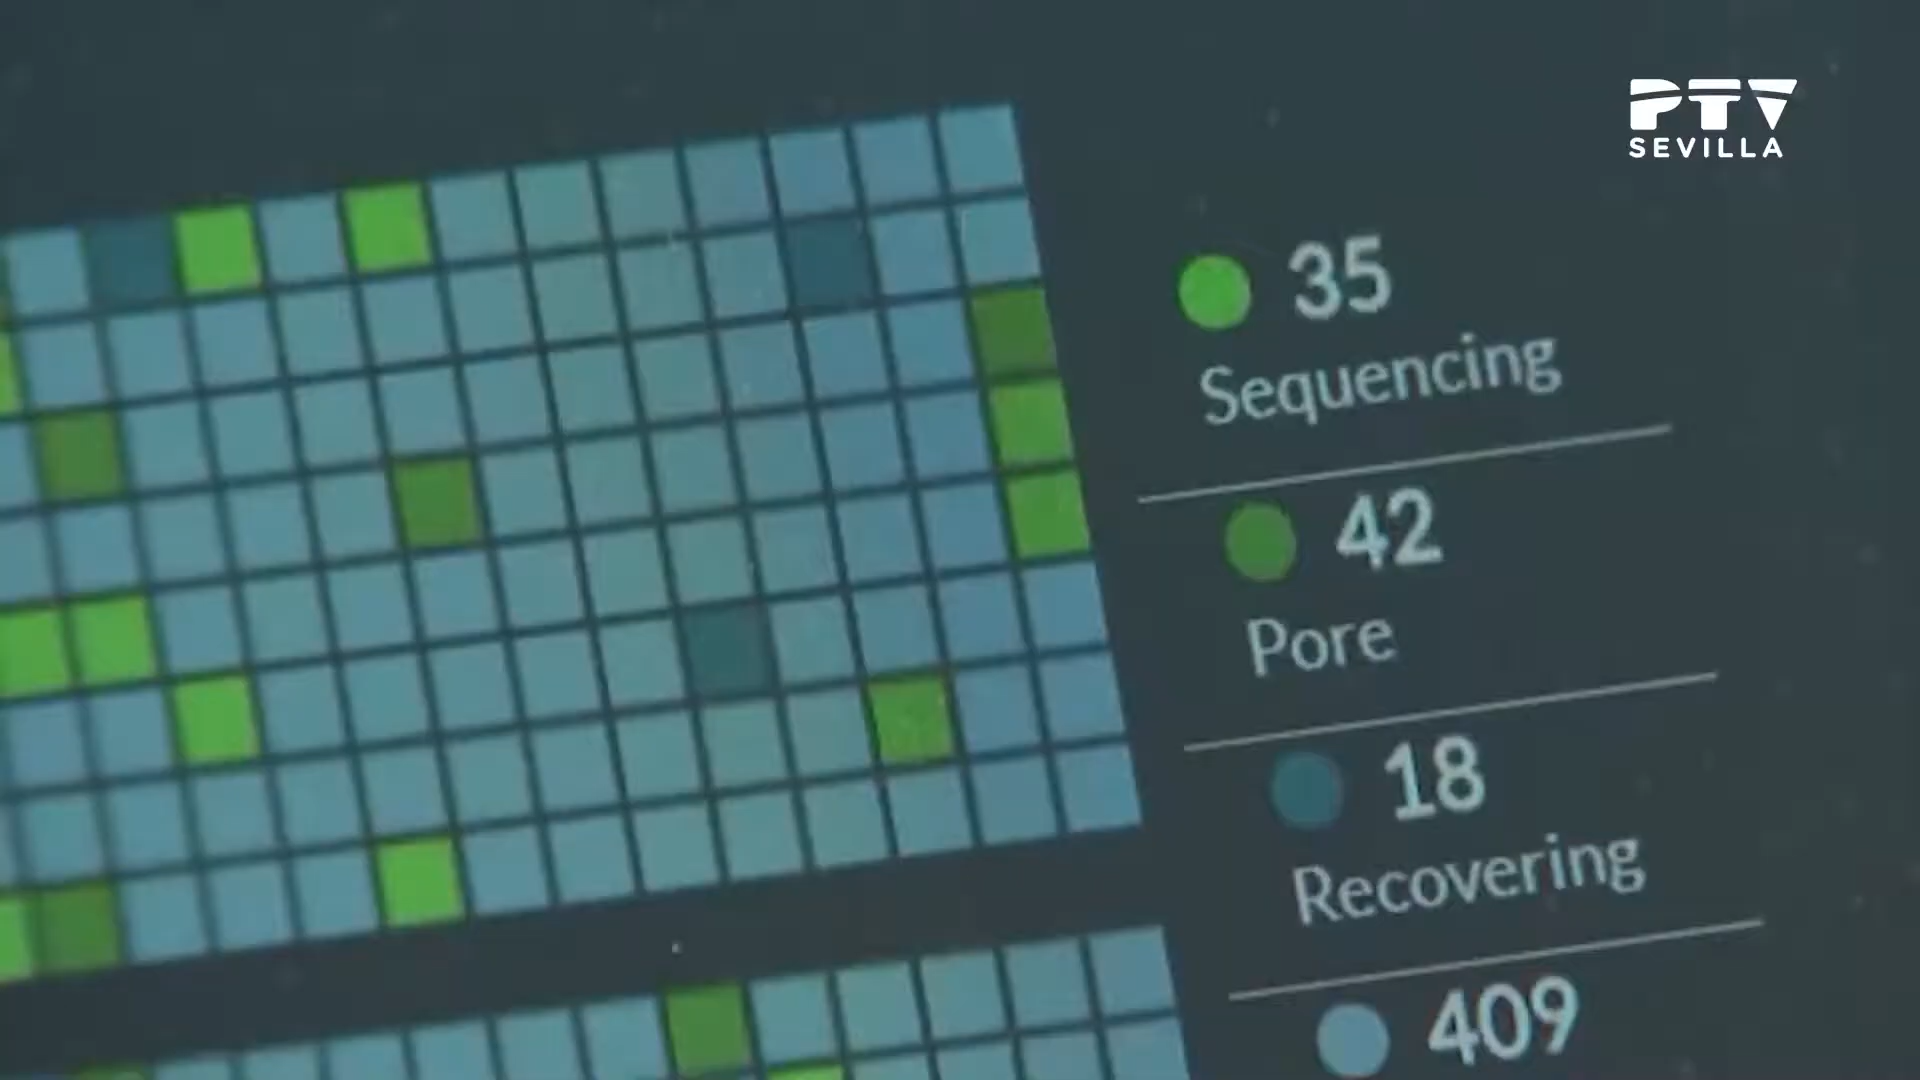 PTV
SEVILLA
35
Sequencing
42
Pore
18
Recovering
409